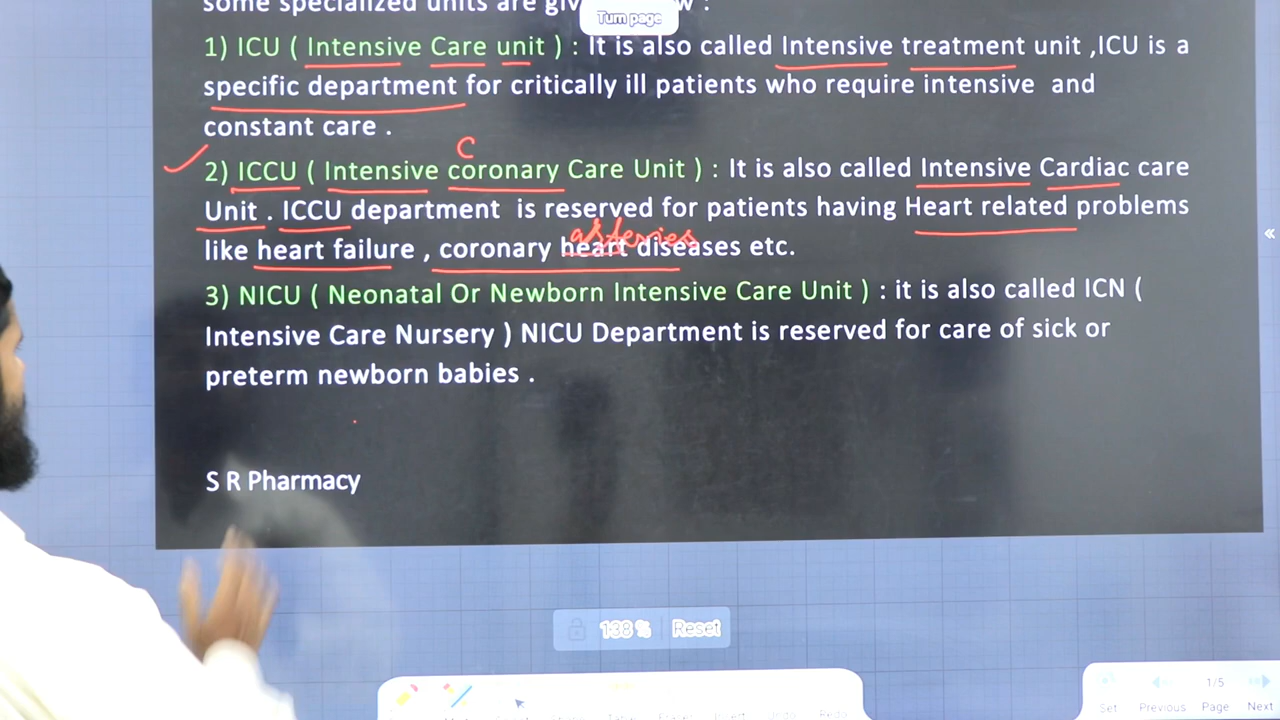 some specialized units are giv w :
Turn page
1) ICU ( Intensive Care unit ) : It is also called Intensive treatment unit ,ICU is a
specific department for critically ill patients who require intensive and
constant care .
C
2) ICCU ( Intensive coronary Care Unit ) : It is also called Intensive Cardiac care
Unit . ICCU department is reserved for patients having Heart related problems
arteries
like heart failure , coronary heart diseases etc.
3) NICU ( Neonatal Or Newborn Intensive Care Unit ) : it is also called ICN (
Intensive Care Nursery ) NICU Department is reserved for care of sick or
preterm newborn babies .
S R Pharmacy
138 % Reset
1/5
Set Previous Page Next